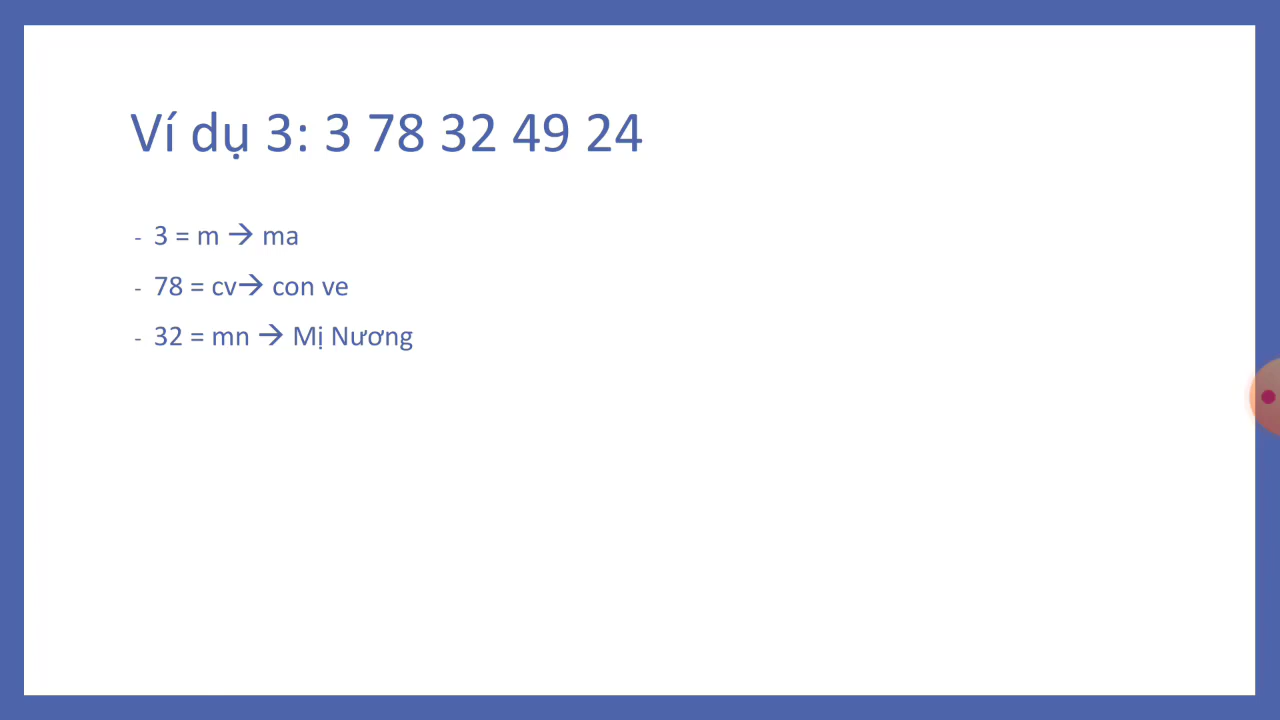 Ví dụ 3: 3 78 32 49 24
- 3 = m → ma
- 78 = cv→ con ve
- 32 = mn → Mị Nương